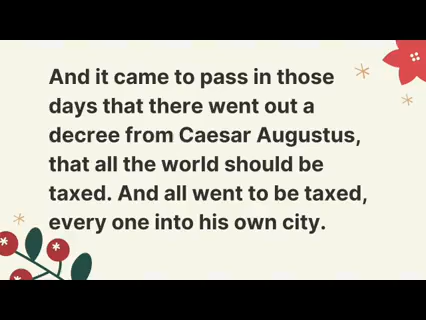 And it came to pass in those
days that there went out a
decree from Caesar Augustus,
that all the world should be
taxed. And all went to be taxed,
every one into his own city.